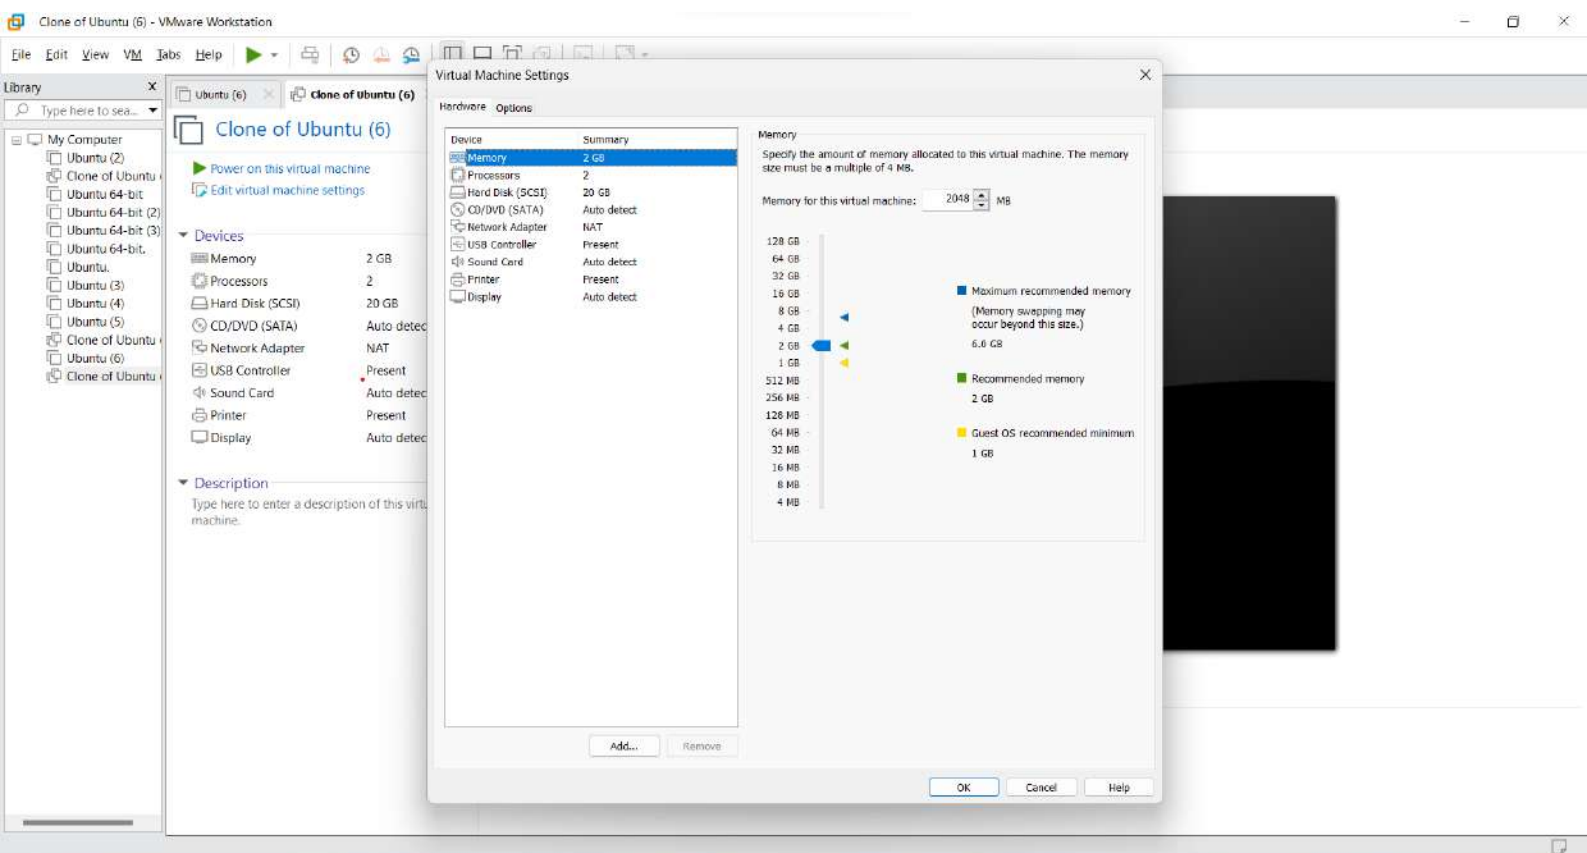 Clone of Ubuntu (6) - VMware Workstation
File Edit View VM Tabs Help
Library X
Type here to sea...
My Computer
Ubuntu (2)
Clone of Ubuntu
Ubuntu 64-bit
Ubuntu 64-bit (2)
Ubuntu 64-bit (3)
Ubuntu 64-bit.
Ubuntu.
Ubuntu (3)
Ubuntu (4)
Ubuntu (5)
Clone of Ubuntu
Ubuntu (6)
Clone of Ubuntu
Ubuntu (6) Clone of Ubuntu (6)
Clone of Ubuntu (6)
Power on this virtual machine
Edit virtual machine settings
Devices
Memory 2 GB
Processors 2
Hard Disk (SCSI) 20 GB
CD/DVD (SATA) Auto detec
Network Adapter NAT
USB Controller Present
Sound Card Auto detec
Printer Present
Display Auto detec
Description
Type here to enter a description of this virtu
machine.
Virtual Machine Settings
Hardware Options
Device Summary
Memory 2 GB
Processors 2
Hard Disk (SCSI) 20 GB
CD/DVD (SATA) Auto detect
Network Adapter NAT
USB Controller Present
Sound Card Auto detect
Printer Present
Display Auto detect
Add... Remove
Memory
Specify the amount of memory allocated to this virtual machine. The memory
size must be a multiple of 4 MB.
Memory for this virtual machine: 2048 MB
128 GB
64 GB
32 GB
16 GB
8 GB
4 GB
2 GB
1 GB
512 MB
256 MB
128 MB
64 MB
32 MB
16 MB
8 MB
4 MB
Maximum recommended memory
(Memory swapping may
occur beyond this size.)
Recommended memory
2 GB
Guest OS recommended minimum
1 GB
OK Cancel Help